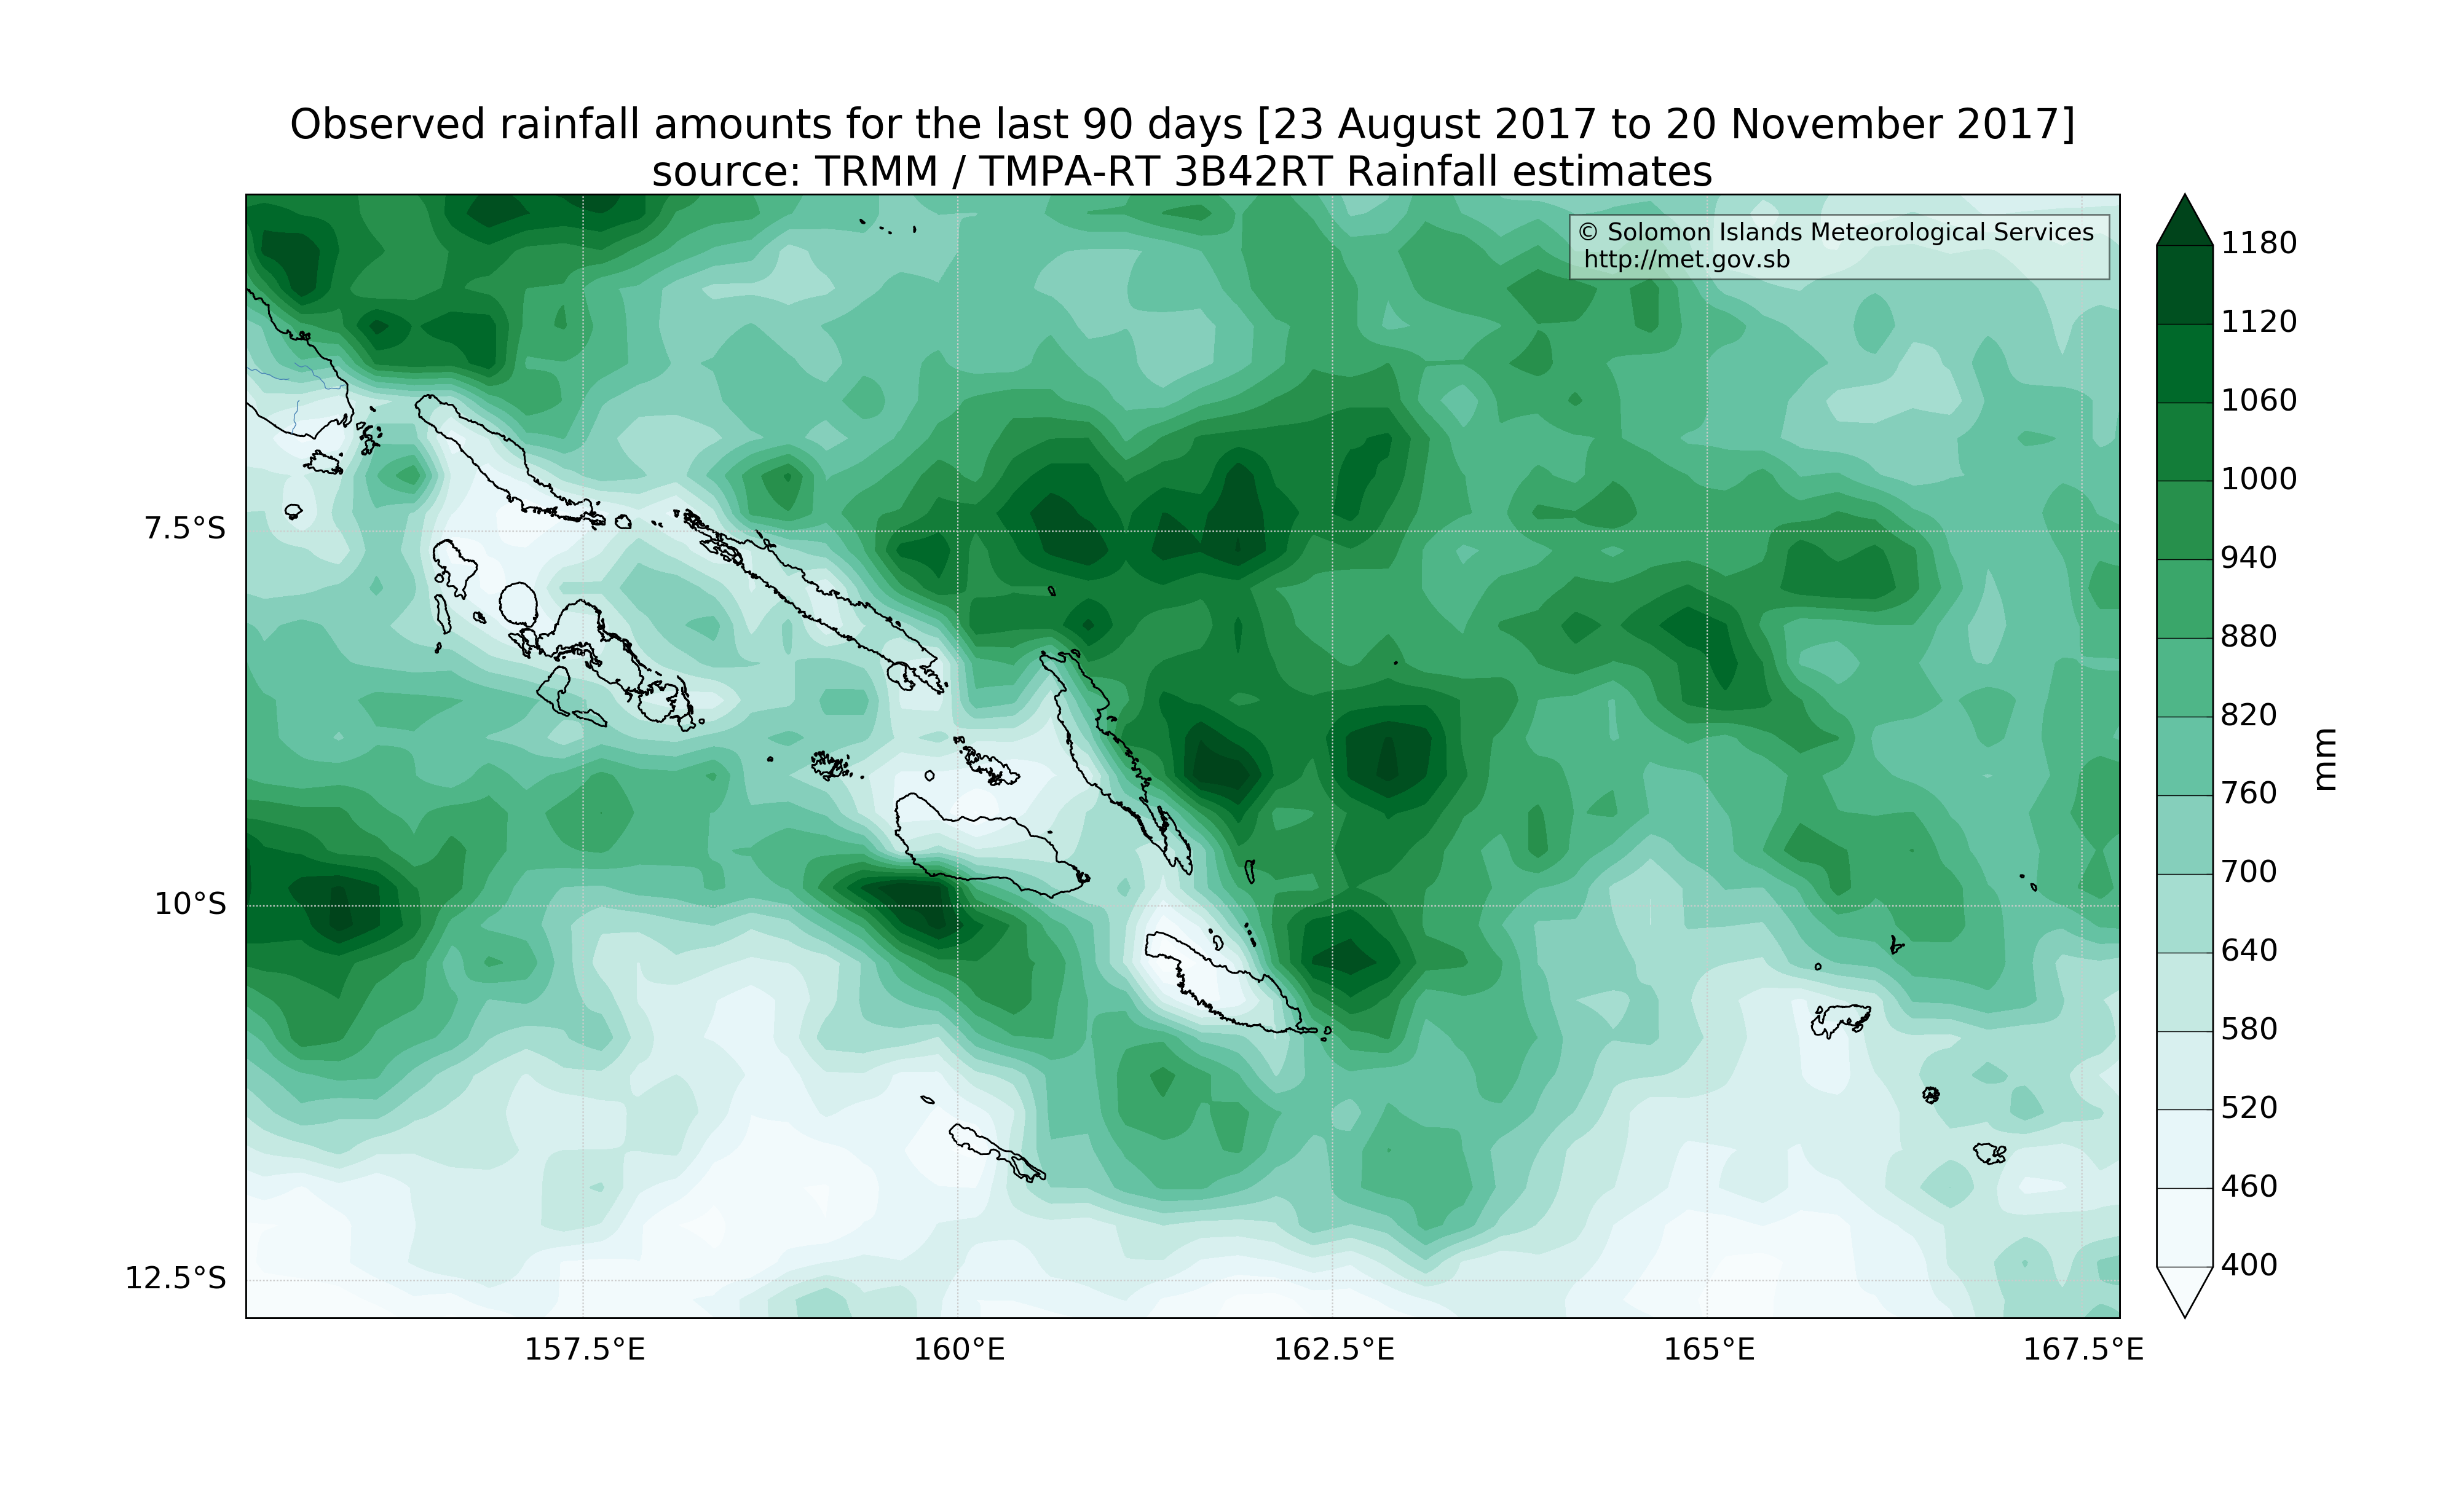 Observed rainfall amounts for the last 90 days [23 August 2017 to 20 November 2017]
source: TRMM / TMPA-RT 3B42RT Rainfall estimates
© Solomon Islands Meteorological Services
http://met.gov.sb
7.5°S
10°S
12.5°S
157.5°E
160°E
162.5°E
165°E
167.5°E
1180
1120
1060
1000
940
880
820
760
700
640
580
520
460
400
mm